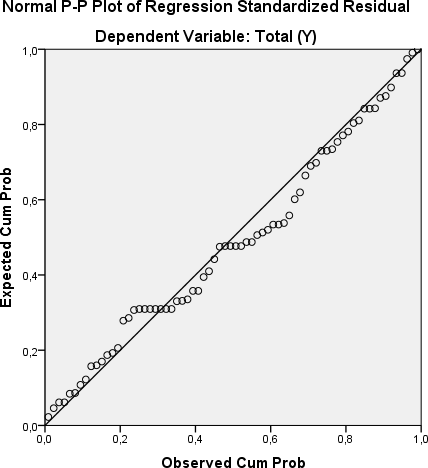 Normal P-P Plot of Regression Standardized Residual
Dependent Variable: Total (Y)
Expected Cum Prob
1,0
0,8
0,6
0,4
0,2
0,0
0,0 0,2 0,4 0,6 0,8 1,0
Observed Cum Prob